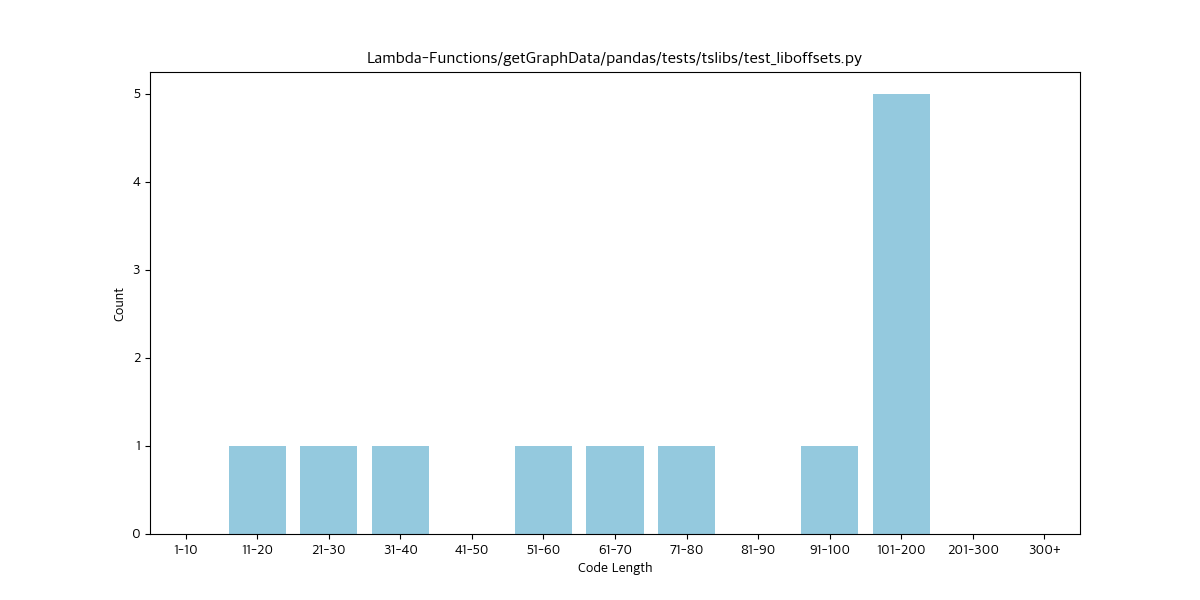 Lambda-Functions/getGraphData/pandas/tests/tslibs/test_liboffsets.py
5
4
3
2
1
0
Count
1-10 11-20 21-30 31-40 41-50 51-60 61-70 71-80 81-90 91-100 101-200 201-300 300+
Code Length